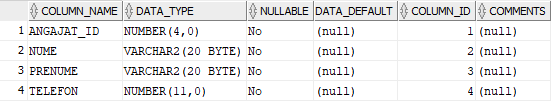 COLUMN_NAME DATA_TYPE NULLABLE DATA_DEFAULT COLUMN_ID COMMENTS
1 ANGAJAT_ID NUMBER(4,0) No (null) 1 (null)
2 NUME VARCHAR2(20 BYTE) No (null) 2 (null)
3 PRENUME VARCHAR2(20 BYTE) No (null) 3 (null)
4 TELEFON NUMBER(11,0) No (null) 4 (null)